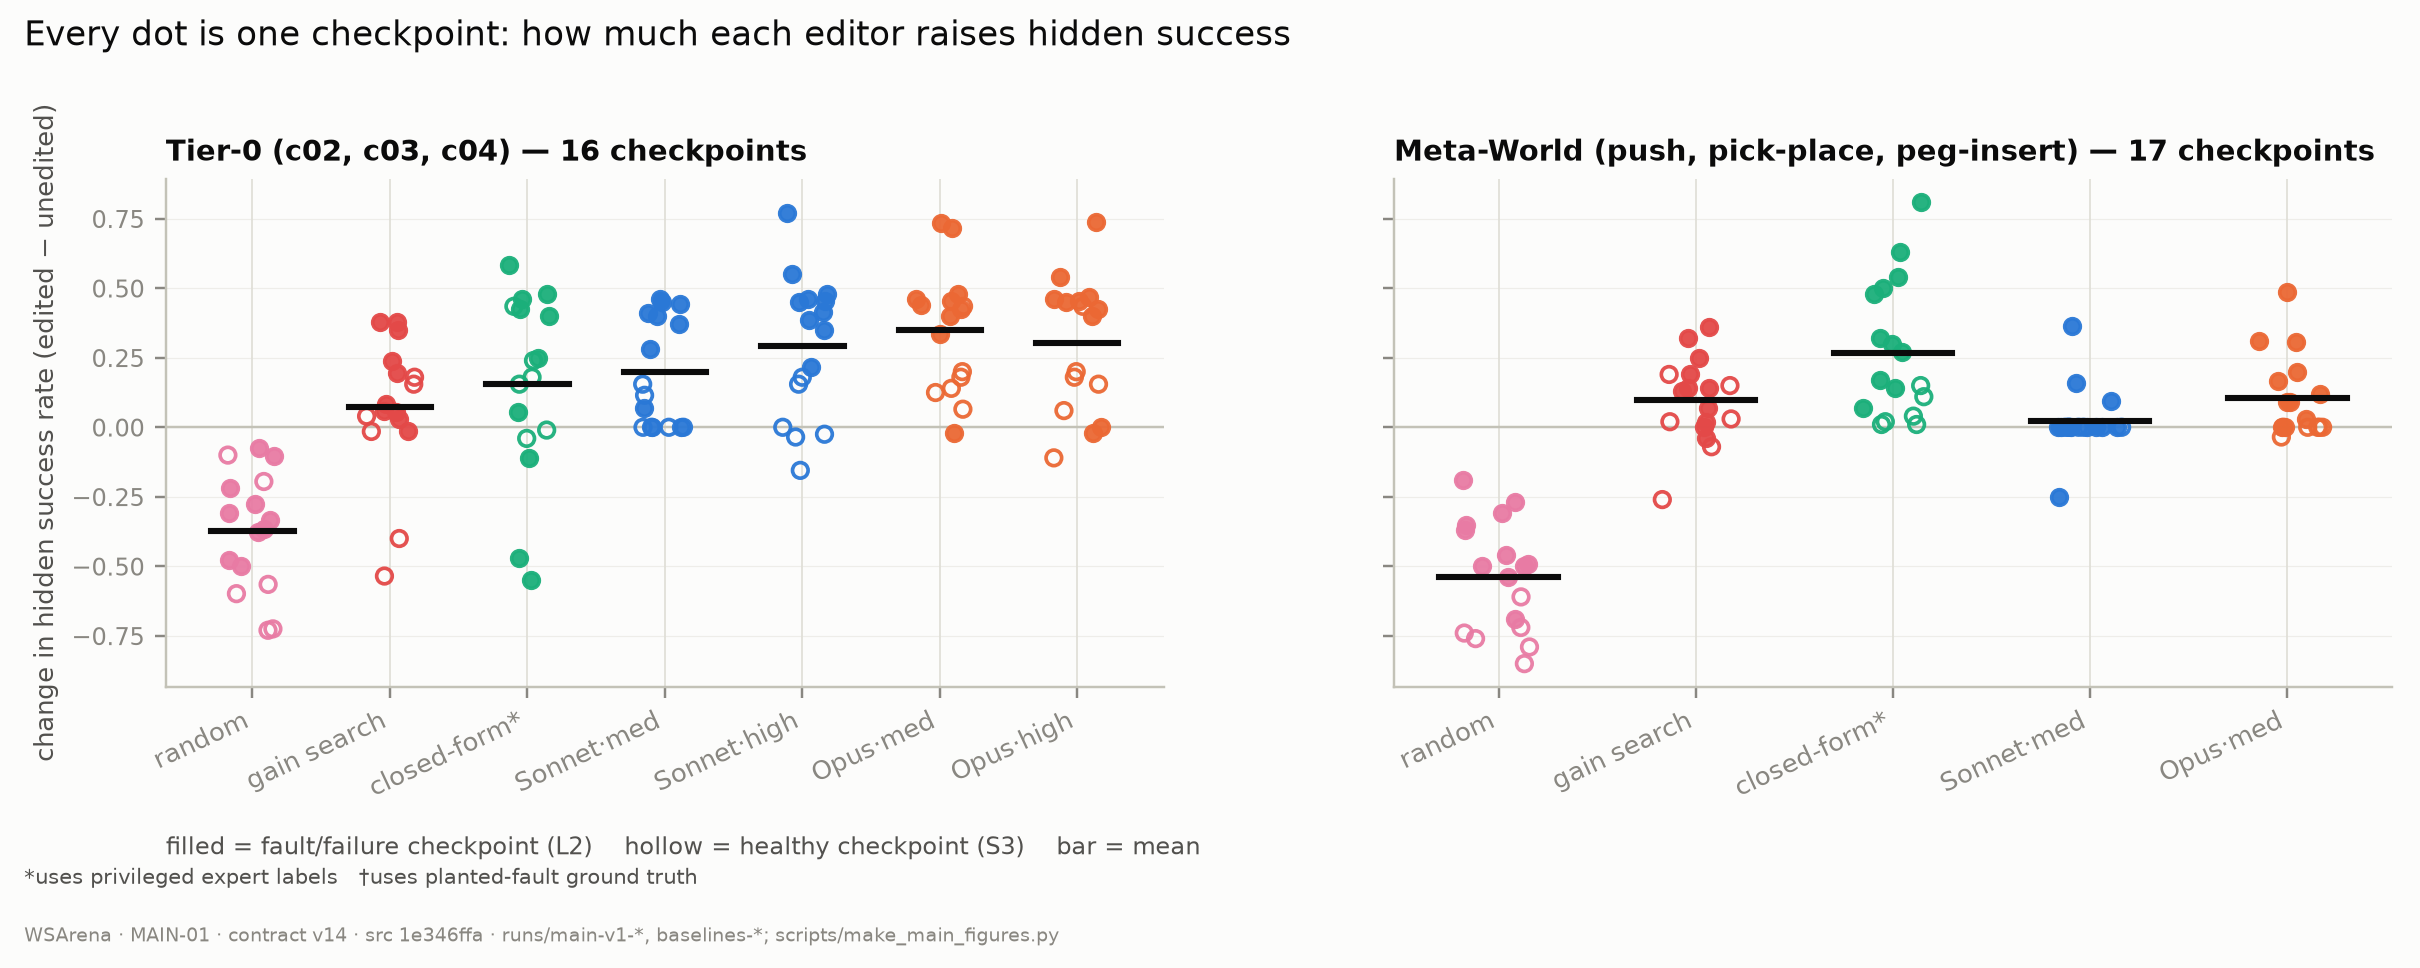 Every dot is one checkpoint: how much each editor raises hidden success
change in hidden success rate (edited − unedited)
Tier-0 (c02, c03, c04) — 16 checkpoints
0.75
0.50
0.25
0.00
−0.25
−0.50
−0.75
random
gain search
closed-form*
Sonnet·med
Sonnet·high
Opus·med
Opus·high
Meta-World (push, pick-place, peg-insert) — 17 checkpoints
random
gain search
closed-form*
Sonnet·med
Opus·med
filled = fault/failure checkpoint (L2)    hollow = healthy checkpoint (S3)    bar = mean
*uses privileged expert labels   †uses planted-fault ground truth
WSArena · MAIN-01 · contract v14 · src 1e346ffa · runs/main-v1-*, baselines-*; scripts/make_main_figures.py